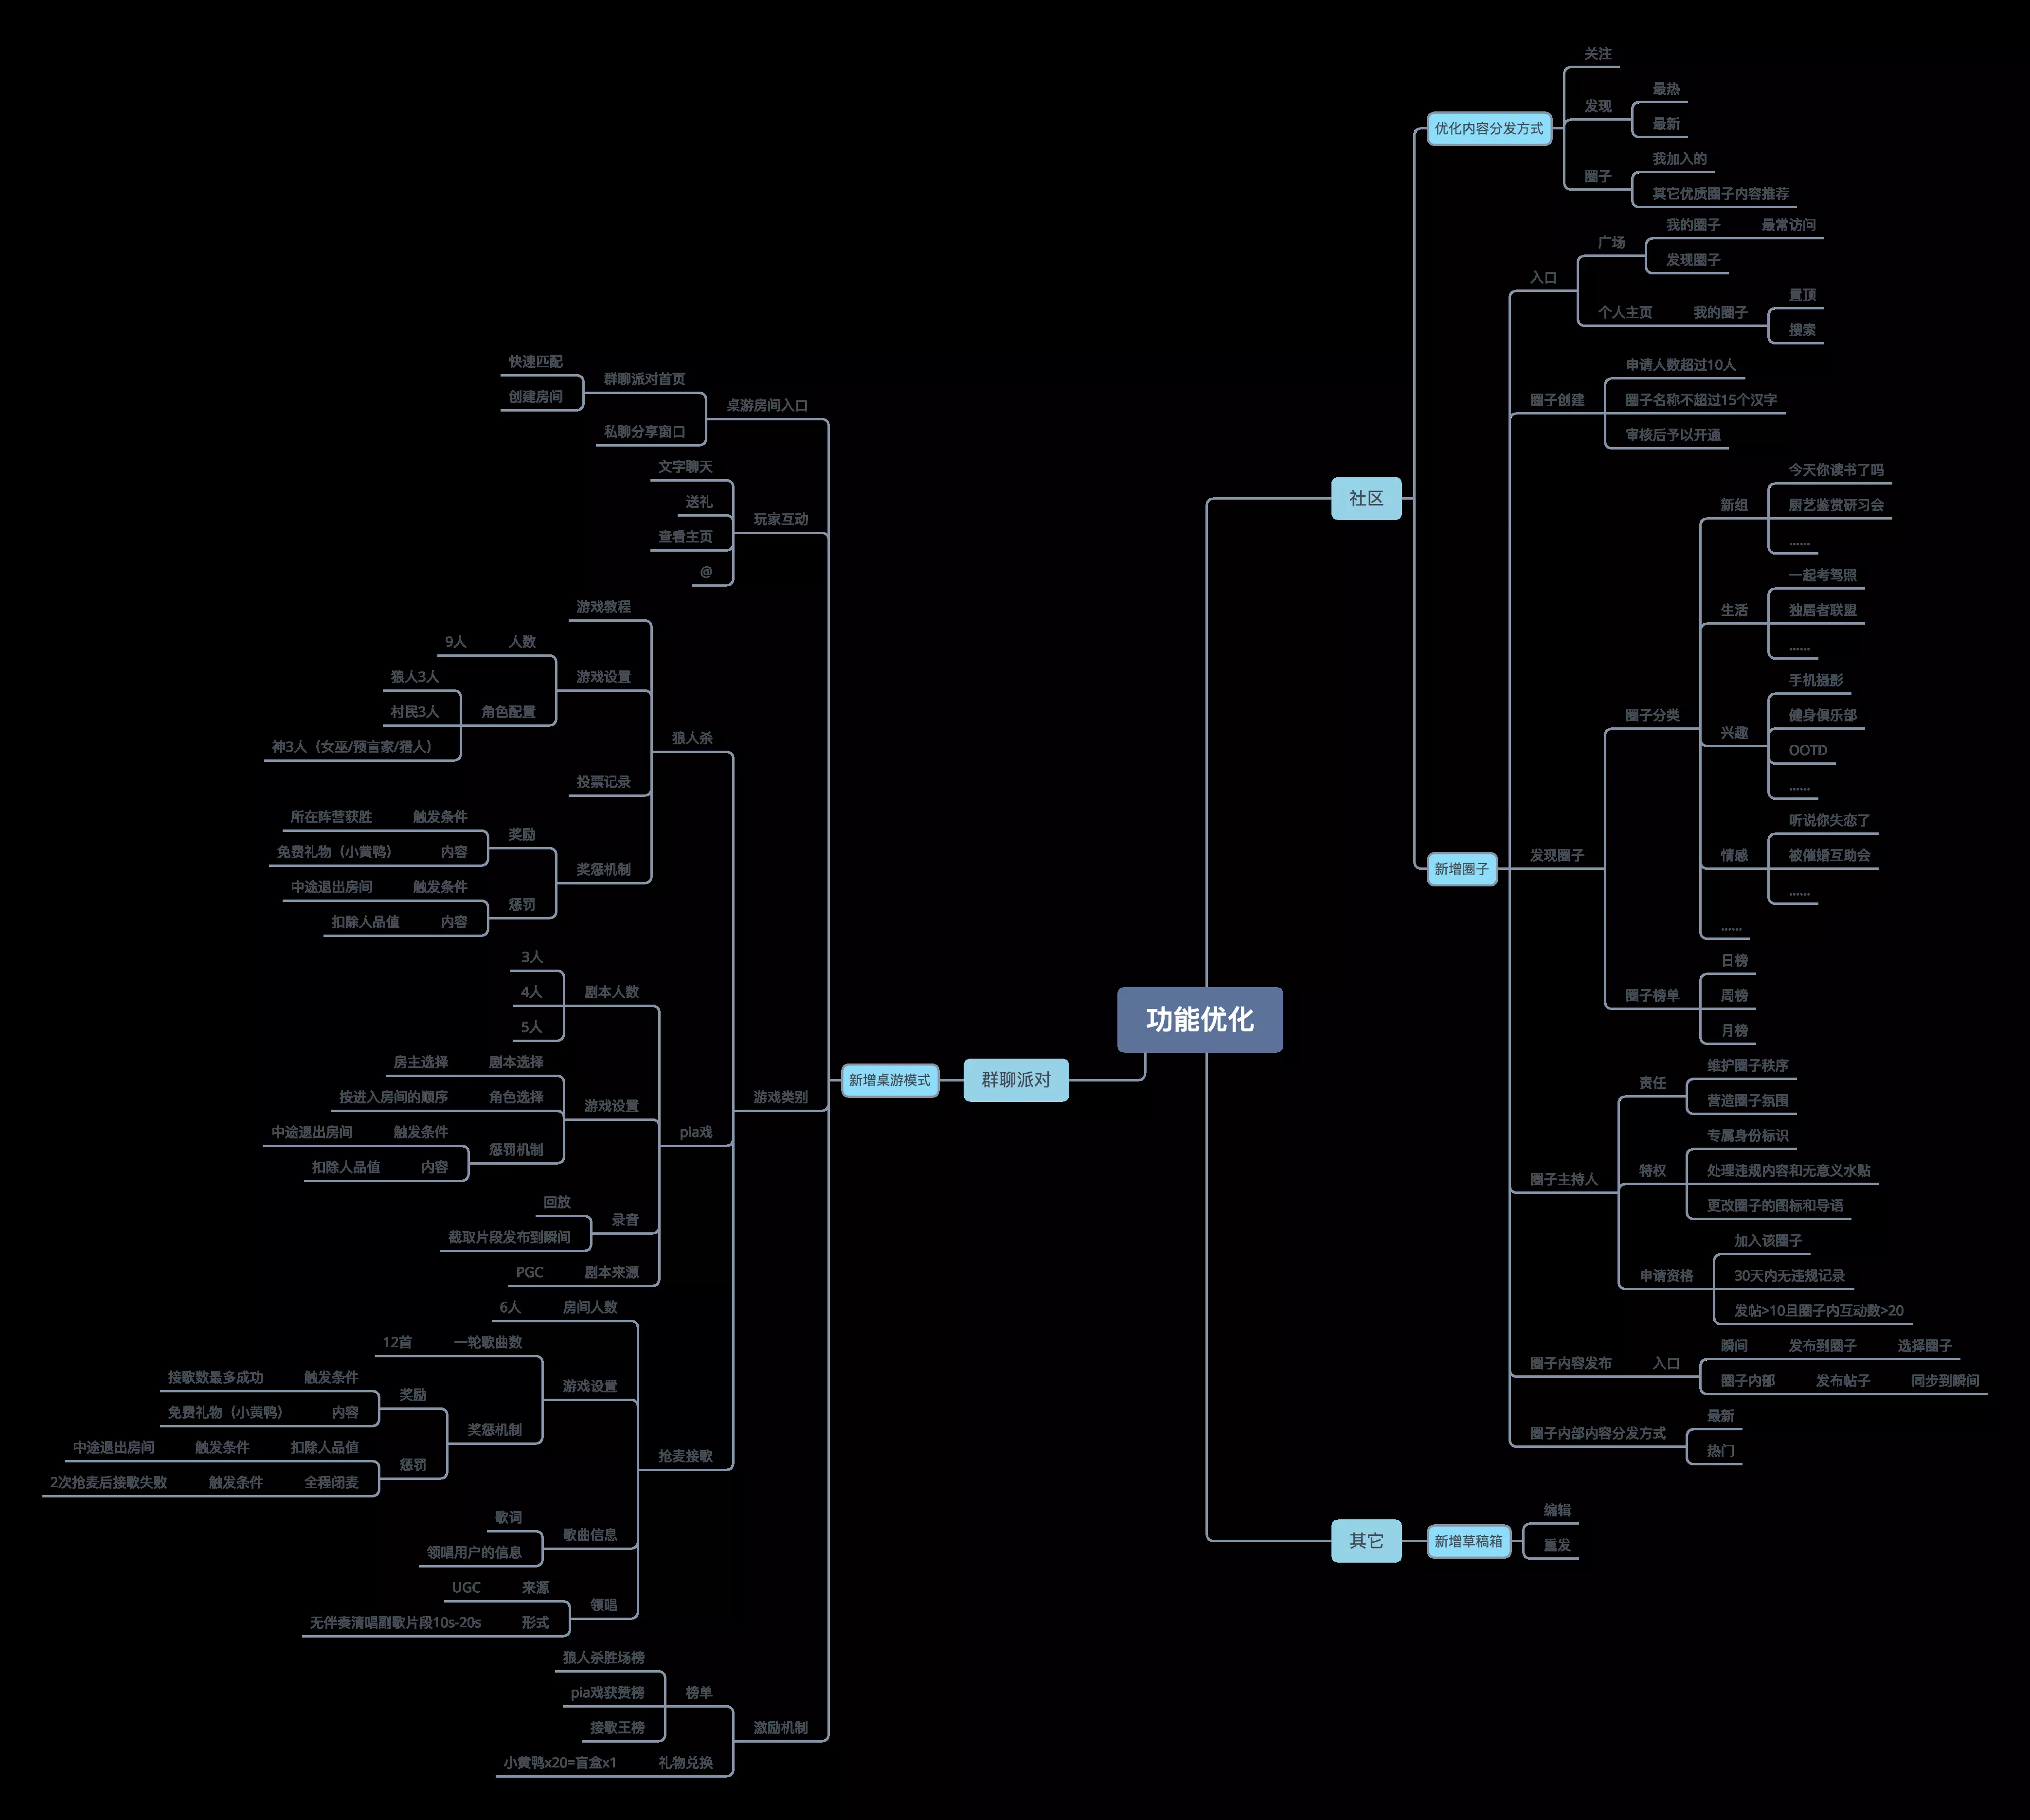 功能优化
社区
优化内容分发方式
关注
发现
最热
最新
圈子
我加入的
其它优质圈子内容推荐
新增圈子
入口
广场
我的圈子
最常访问
发现圈子
个人主页
我的圈子
置顶
搜索
圈子创建
申请人数超过10人
圈子名称不超过15个汉字
审核后予以开通
发现圈子
圈子分类
新组
今天你读书了吗
厨艺鉴赏研习会
……
生活
一起考驾照
独居者联盟
……
兴趣
手机摄影
健身俱乐部
OOTD
……
情感
听说你失恋了
被催婚互助会
……
……
圈子榜单
日榜
周榜
月榜
圈子主持人
责任
维护圈子秩序
营造圈子氛围
特权
专属身份标识
处理违规内容和无意义水贴
更改圈子的图标和导语
申请资格
加入该圈子
30天内无违规记录
发帖>10且圈子内互动数>20
圈子内容发布
入口
瞬间
发布到圈子
选择圈子
圈子内部
发布帖子
同步到瞬间
圈子内部内容分发方式
最新
热门
其它
新增草稿箱
编辑
重发
群聊派对
新增桌游模式
桌游房间入口
群聊派对首页
快速匹配
创建房间
私聊分享窗口
玩家互动
文字聊天
送礼
查看主页
@
游戏类别
狼人杀
游戏教程
游戏设置
人数
9人
角色配置
狼人3人
村民3人
神3人（女巫/预言家/猎人）
投票记录
奖惩机制
奖励
触发条件
所在阵营获胜
内容
免费礼物（小黄鸭）
惩罚
触发条件
中途退出房间
内容
扣除人品值
pia戏
剧本人数
3人
4人
5人
游戏设置
剧本选择
房主选择
角色选择
按进入房间的顺序
惩罚机制
触发条件
中途退出房间
内容
扣除人品值
录音
回放
截取片段发布到瞬间
剧本来源
PGC
抢麦接歌
房间人数
6人
游戏设置
一轮歌曲数
12首
奖惩机制
奖励
触发条件
接歌数最多成功
内容
免费礼物（小黄鸭）
惩罚
扣除人品值
触发条件
中途退出房间
全程闭麦
触发条件
2次抢麦后接歌失败
歌曲信息
歌词
领唱用户的信息
领唱
来源
UGC
形式
无伴奏清唱副歌片段10s-20s
激励机制
榜单
狼人杀胜场榜
pia戏获赞榜
接歌王榜
礼物兑换
小黄鸭x20=盲盒x1